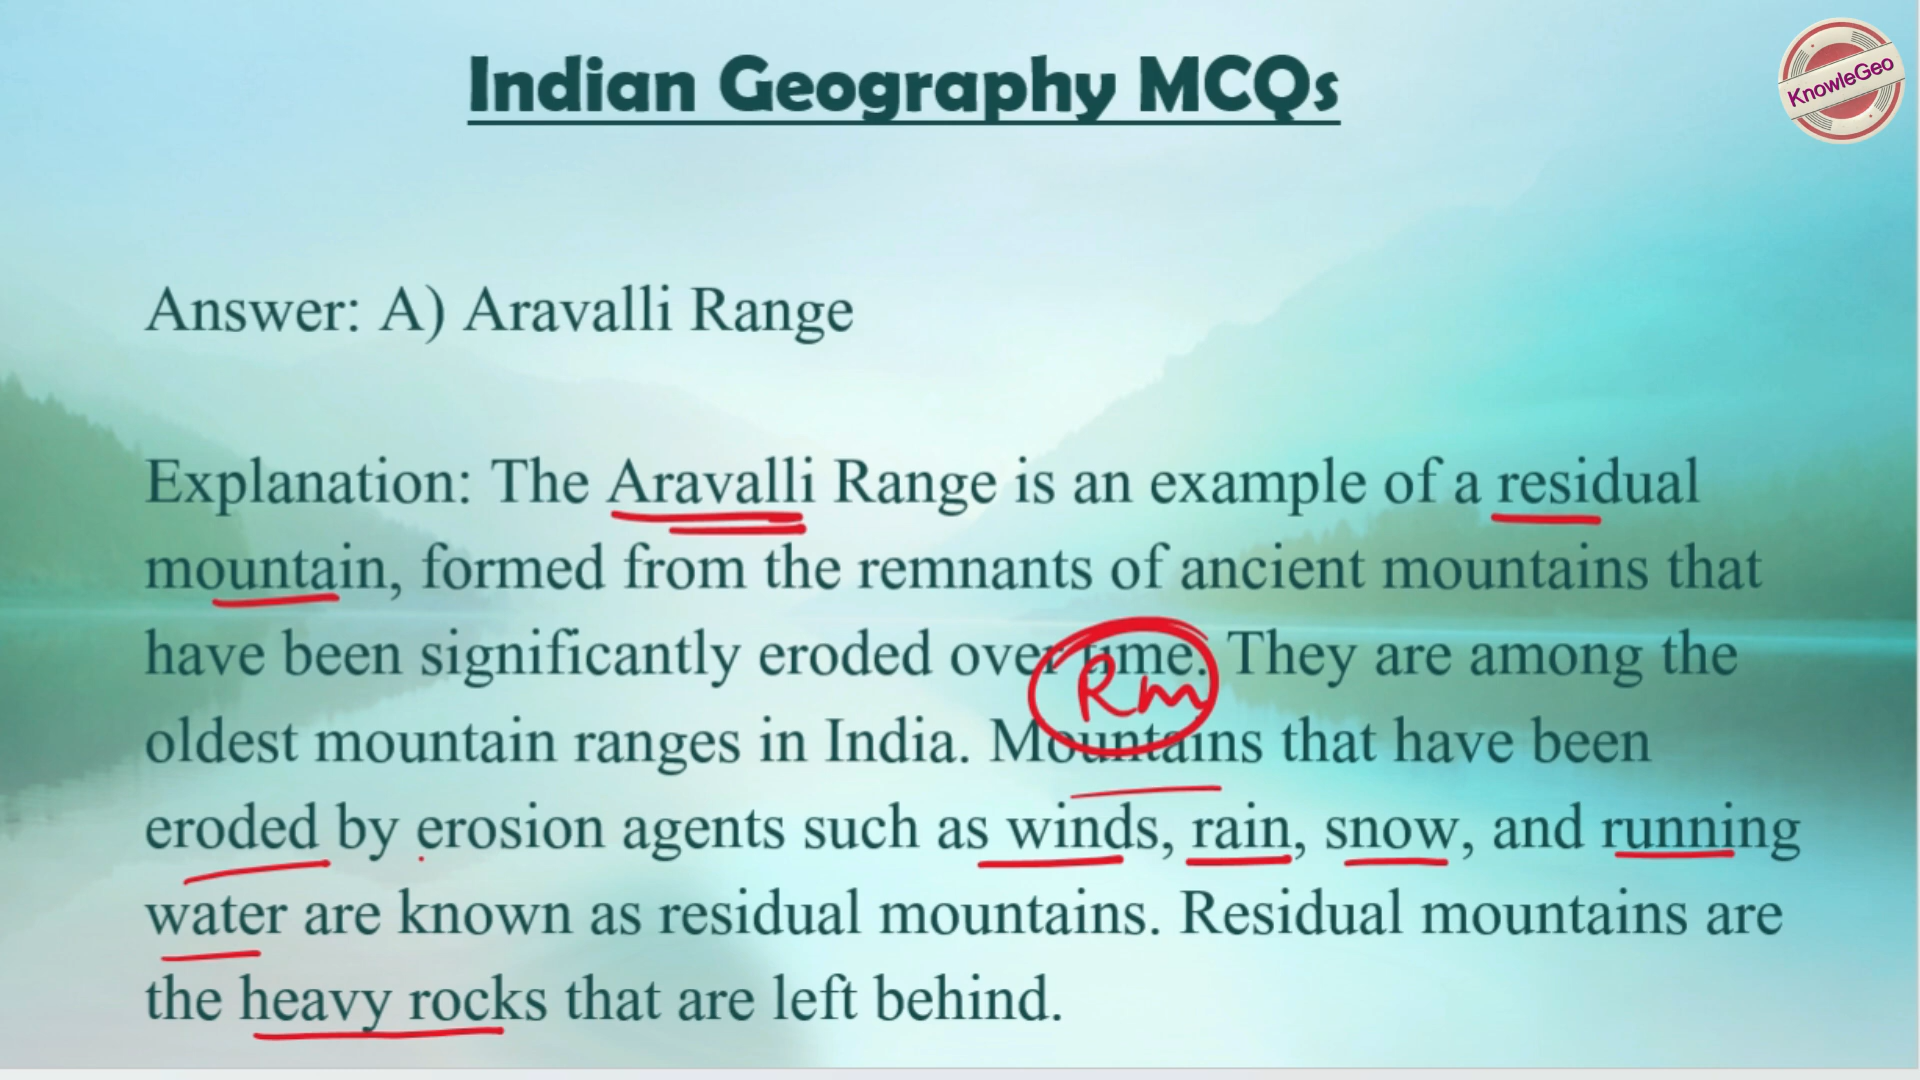 Indian Geography MCQs
KnowleGeo
Answer: A) Aravalli Range
Explanation: The Aravalli Range is an example of a residual
mountain, formed from the remnants of ancient mountains that
have been significantly eroded over time. They are among the
Rm
oldest mountain ranges in India. Mountains that have been
eroded by erosion agents such as winds, rain, snow, and running
water are known as residual mountains. Residual mountains are
the heavy rocks that are left behind.